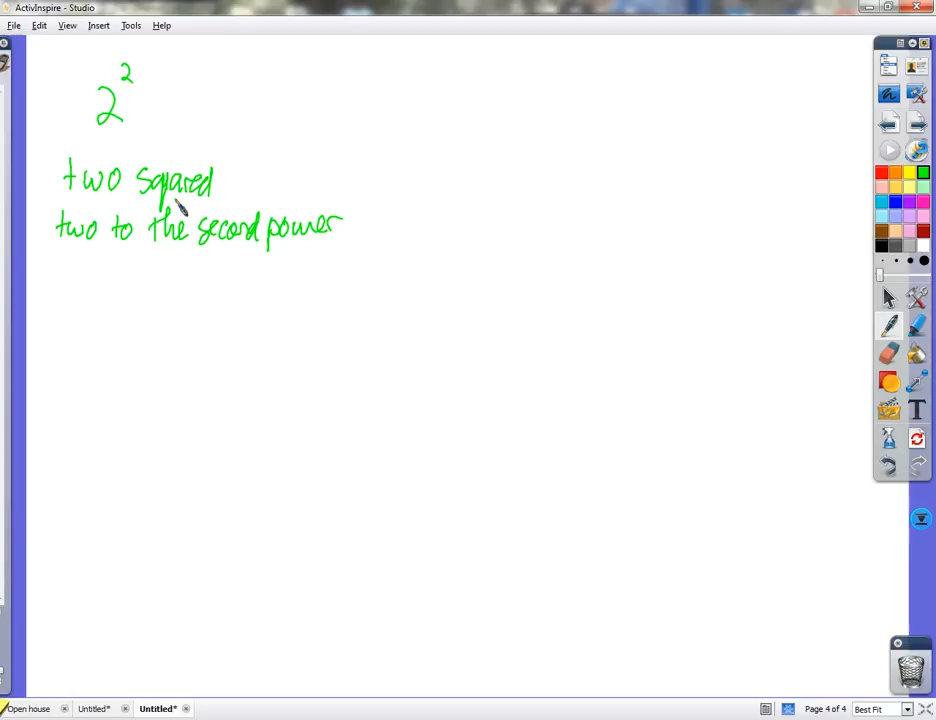 ActivInspire - Studio
File Edit View Insert Tools Help
2²
two squared
two to the second power
Open house Untitled* Untitled* Page 4 of 4 Best Fit